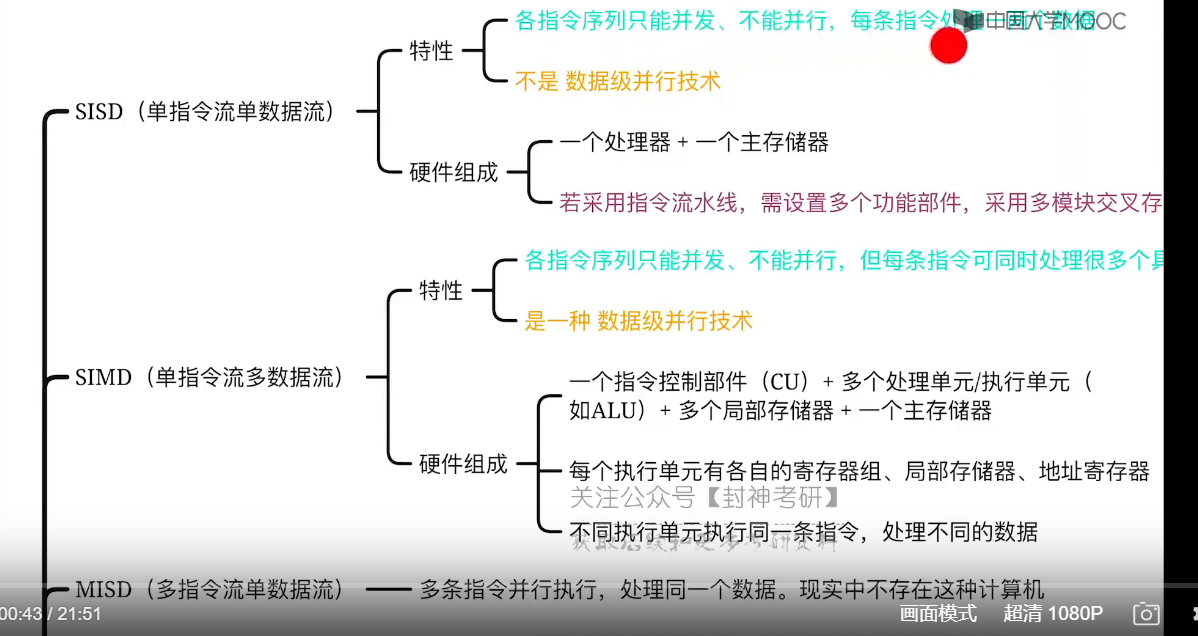 各指令序列只能并发、不能并行，每条指令处理一两个数据
中国大学MOOC
特性
不是 数据级并行技术
SISD（单指令流单数据流）
一个处理器 + 一个主存储器
硬件组成
若采用指令流水线，需设置多个功能部件，采用多模块交叉存
各指令序列只能并发、不能并行，但每条指令可同时处理很多个具
特性
是一种 数据级并行技术
SIMD（单指令流多数据流）
一个指令控制部件（CU）+ 多个处理单元/执行单元（
如ALU）+ 多个局部存储器 + 一个主存储器
硬件组成
每个执行单元有各自的寄存器组、局部存储器、地址寄存器
关注公众号【封神考研】
不同执行单元执行同一条指令，处理不同的数据
MISD（多指令流单数据流）
多条指令并行执行，处理同一个数据。现实中不存在这种计算机
00:43 / 21:51
画面模式
超清 1080P